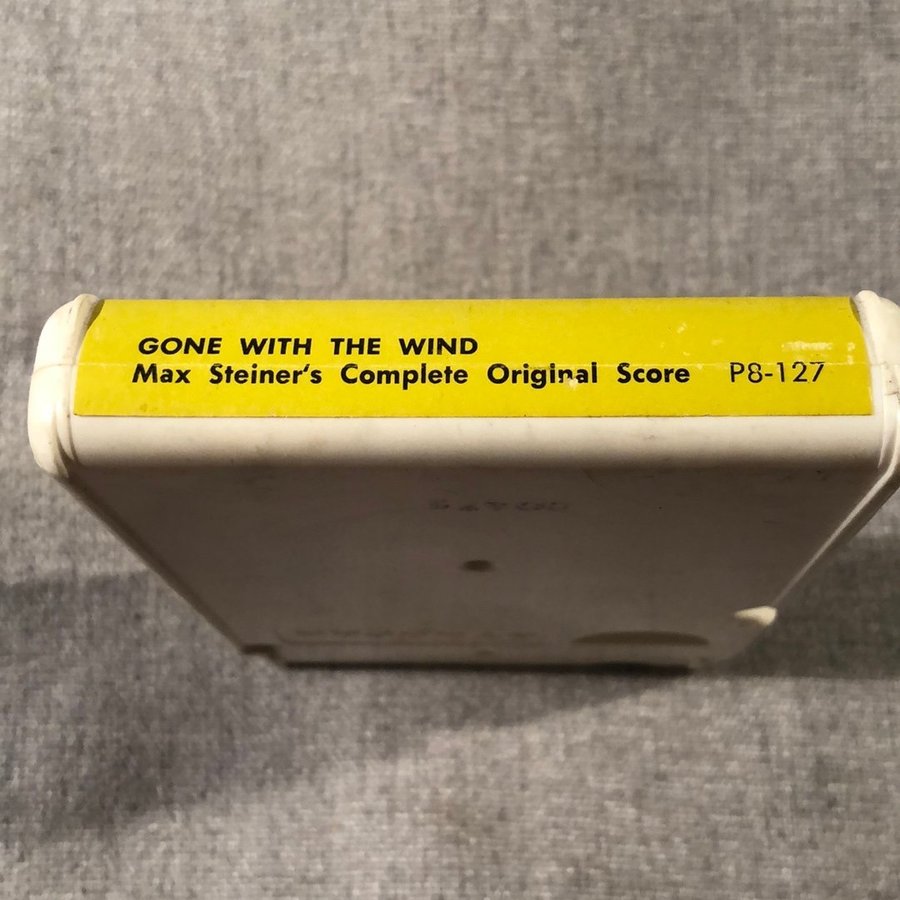 GONE WITH THE WIND
Max Steiner's Complete Original Score P8-127